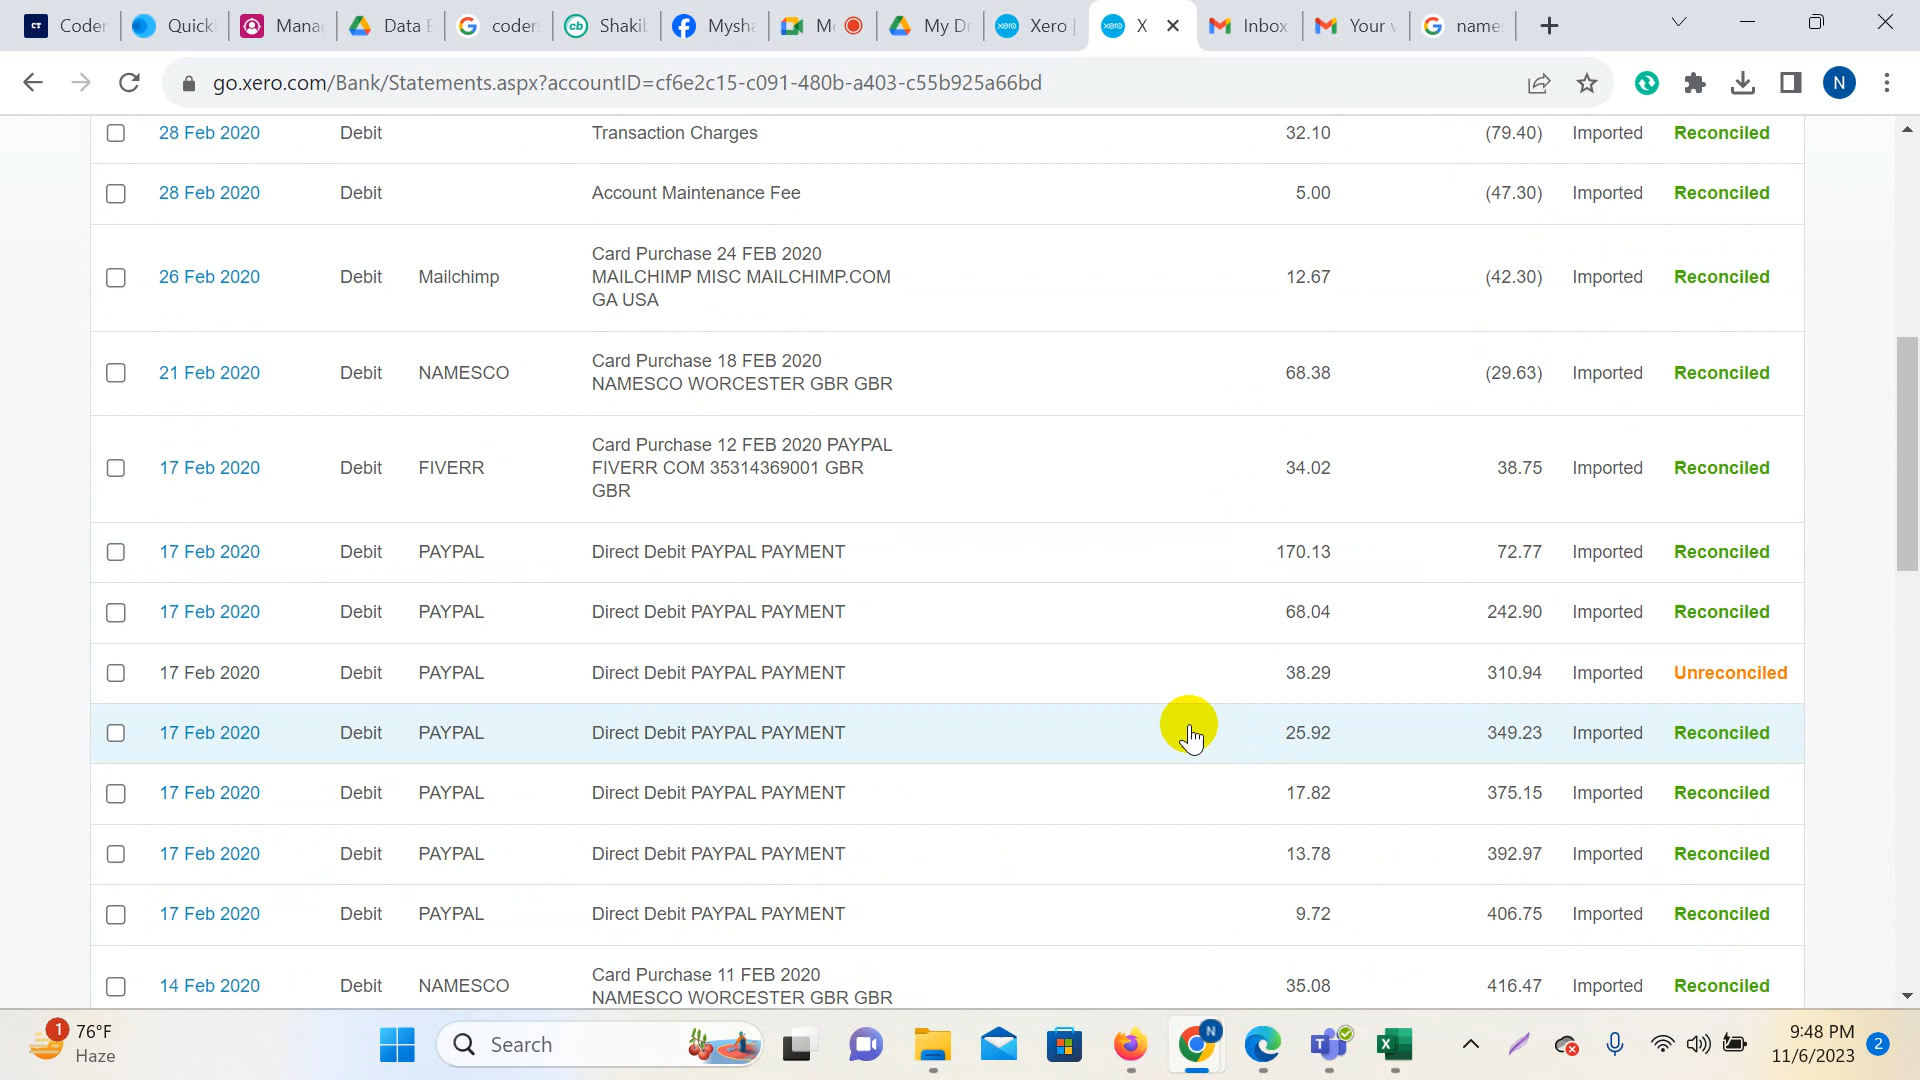 Coder
Quick
Mana
Data
coder
Shaki
Mysha
M
My D
Xero
X
Inbox
Your
name
go.xero.com/Bank/Statements.aspx?accountID=cf6e2c15-c091-480b-a403-c55b925a66bd
N
28 Feb 2020 Debit Transaction Charges 32.10 (79.40) Imported Reconciled
28 Feb 2020 Debit Account Maintenance Fee 5.00 (47.30) Imported Reconciled
Card Purchase 24 FEB 2020
26 Feb 2020 Debit Mailchimp MAILCHIMP MISC MAILCHIMP.COM 12.67 (42.30) Imported Reconciled
GA USA
Card Purchase 18 FEB 2020
21 Feb 2020 Debit NAMESCO 68.38 (29.63) Imported Reconciled
NAMESCO WORCESTER GBR GBR
Card Purchase 12 FEB 2020 PAYPAL
17 Feb 2020 Debit FIVERR FIVERR COM 35314369001 GBR 34.02 38.75 Imported Reconciled
GBR
17 Feb 2020 Debit PAYPAL Direct Debit PAYPAL PAYMENT 170.13 72.77 Imported Reconciled
17 Feb 2020 Debit PAYPAL Direct Debit PAYPAL PAYMENT 68.04 242.90 Imported Reconciled
17 Feb 2020 Debit PAYPAL Direct Debit PAYPAL PAYMENT 38.29 310.94 Imported Unreconciled
17 Feb 2020 Debit PAYPAL Direct Debit PAYPAL PAYMENT 25.92 349.23 Imported Reconciled
17 Feb 2020 Debit PAYPAL Direct Debit PAYPAL PAYMENT 17.82 375.15 Imported Reconciled
17 Feb 2020 Debit PAYPAL Direct Debit PAYPAL PAYMENT 13.78 392.97 Imported Reconciled
17 Feb 2020 Debit PAYPAL Direct Debit PAYPAL PAYMENT 9.72 406.75 Imported Reconciled
Card Purchase 11 FEB 2020
14 Feb 2020 Debit NAMESCO 35.08 416.47 Imported Reconciled
NAMESCO WORCESTER GBR GBR
1
76°F
Haze
Search
N
9:48 PM
11/6/2023
2